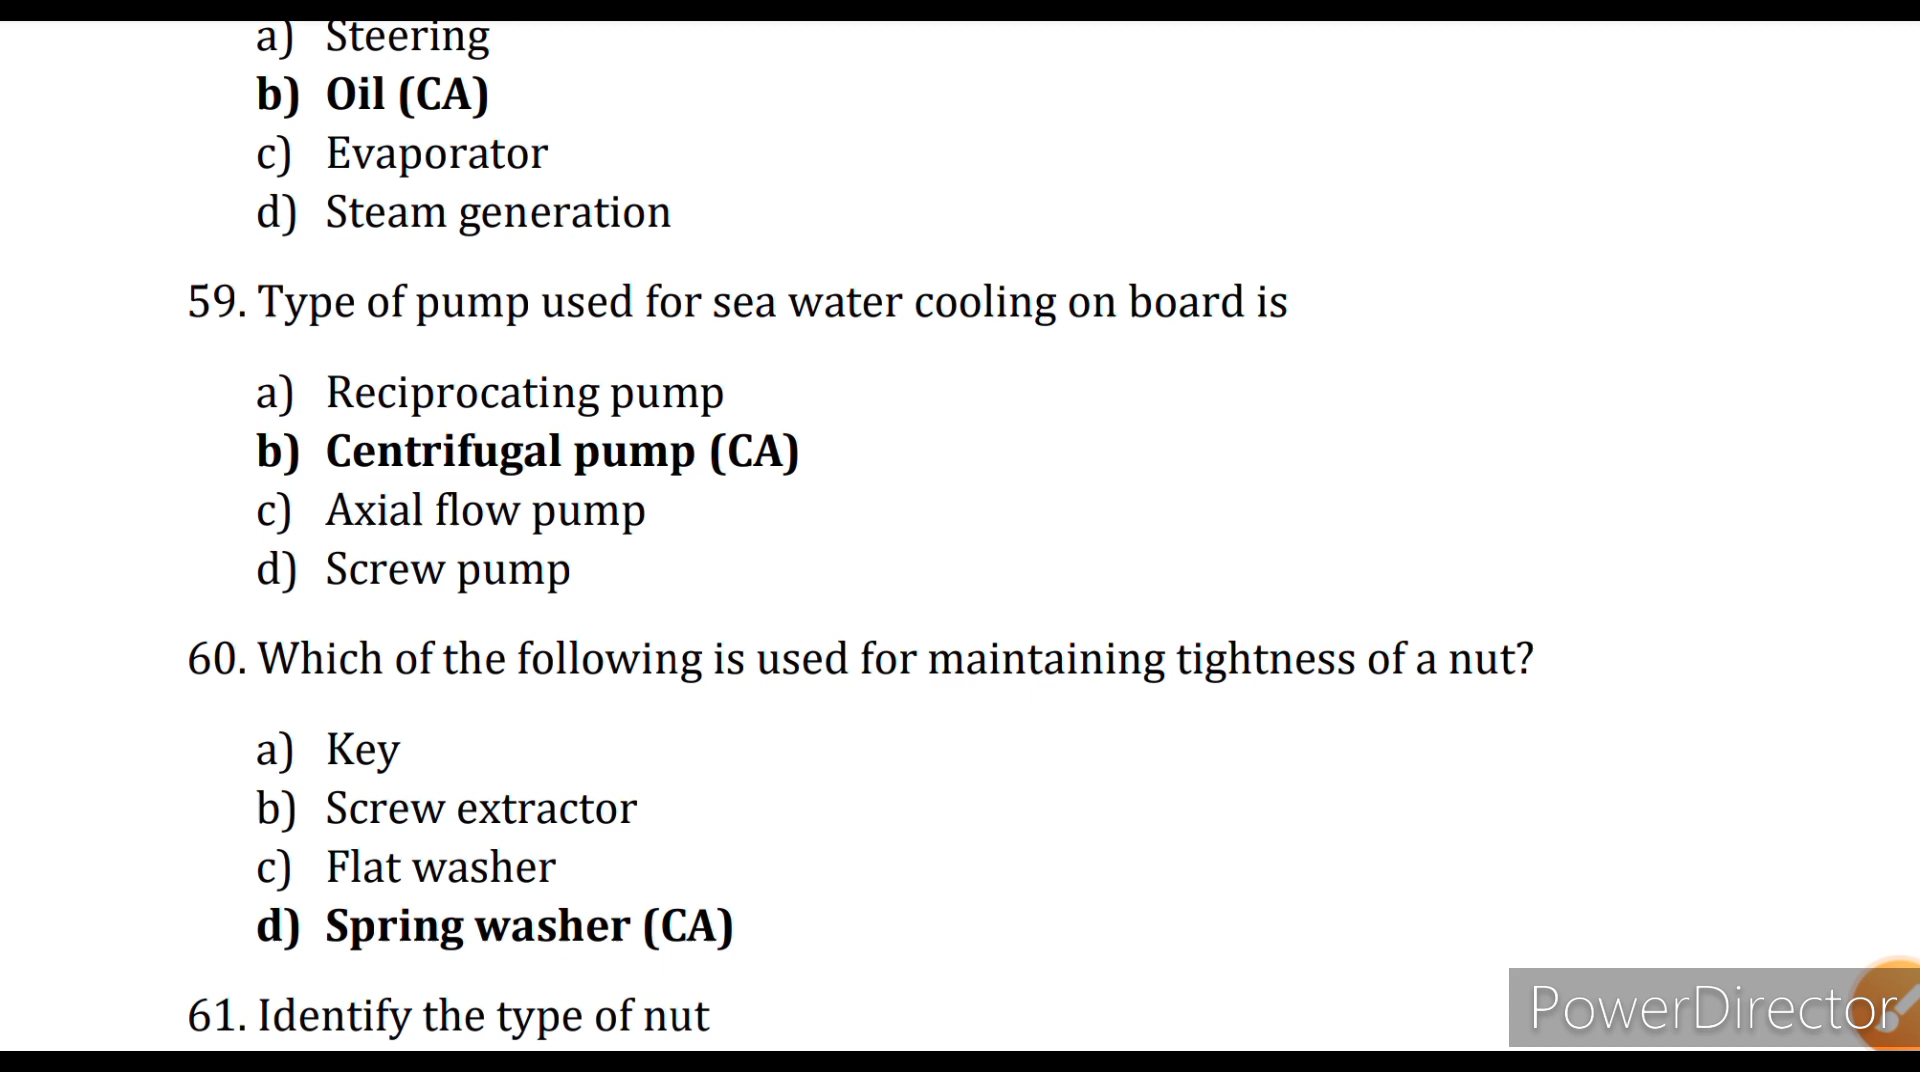 a) Steering
b) Oil (CA)
c) Evaporator
d) Steam generation
59. Type of pump used for sea water cooling on board is
a) Reciprocating pump
b) Centrifugal pump (CA)
c) Axial flow pump
d) Screw pump
60. Which of the following is used for maintaining tightness of a nut?
a) Key
b) Screw extractor
c) Flat washer
d) Spring washer (CA)
61. Identify the type of nut
PowerDirector